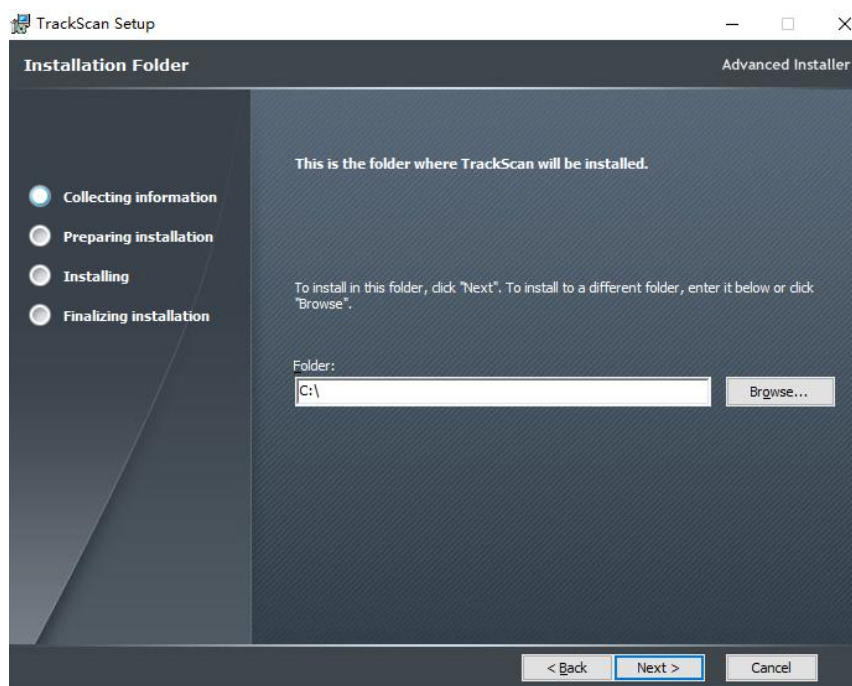 TrackScan Setup
Installation Folder
Advanced Installer
Collecting information
Preparing installation
Installing
Finalizing installation
This is the folder where TrackScan will be installed.
To install in this folder, click "Next". To install to a different folder, enter it below or click
"Browse".
Folder:
C:\
Browse...
< Back
Next >
Cancel